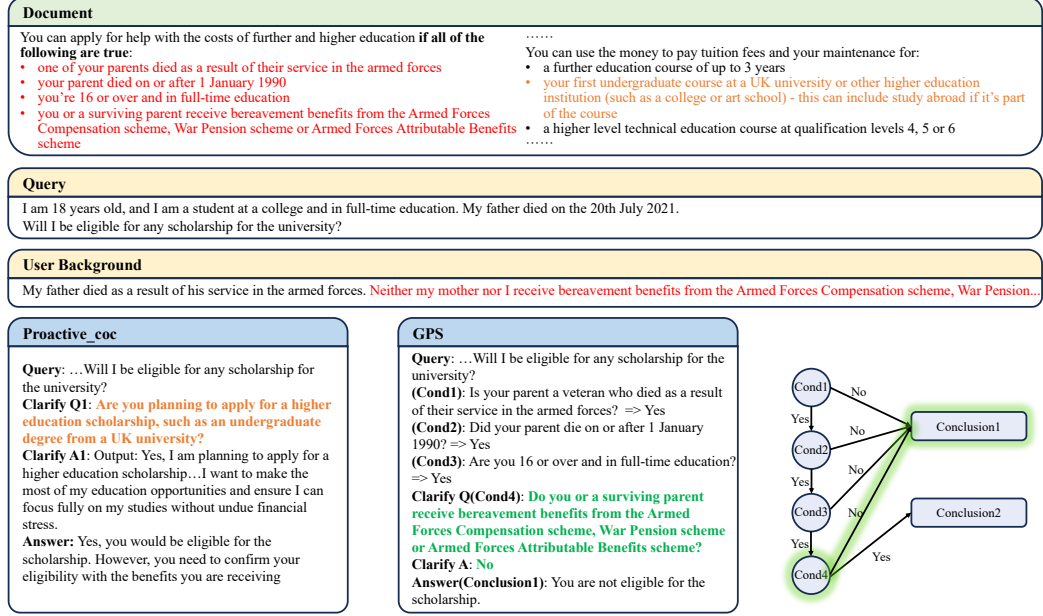 Document
You can apply for help with the costs of further and higher education if all of the
following are true:
• one of your parents died as a result of their service in the armed forces
• your parent died on or after 1 January 1990
• you're 16 or over and in full-time education
• you or a surviving parent receive bereavement benefits from the Armed Forces
Compensation scheme, War Pension scheme or Armed Forces Attributable Benefits
scheme
……
You can use the money to pay tuition fees and your maintenance for:
• a further education course of up to 3 years
• your first undergraduate course at a UK university or other higher education
institution (such as a college or art school) - this can include study abroad if it's part
of the course
• a higher level technical education course at qualification levels 4, 5 or 6
……
Query
I am 18 years old, and I am a student at a college and in full-time education. My father died on the 20th July 2021.
Will I be eligible for any scholarship for the university?
User Background
My father died as a result of his service in the armed forces. Neither my mother nor I receive bereavement benefits from the Armed Forces Compensation scheme, War Pension...
Proactive_coc
Query: …Will I be eligible for any scholarship for
the university?
Clarify Q1: Are you planning to apply for a higher
education scholarship, such as an undergraduate
degree from a UK university?
Clarify A1: Output: Yes, I am planning to apply for a
higher education scholarship…I want to make the
most of my education opportunities and ensure I can
focus fully on my studies without undue financial
stress.
Answer: Yes, you would be eligible for the
scholarship. However, you need to confirm your
eligibility with the benefits you are receiving
GPS
Query: …Will I be eligible for any scholarship for the
university?
(Cond1): Is your parent a veteran who died as a result
of their service in the armed forces? => Yes
(Cond2): Did your parent die on or after 1 January
1990? => Yes
(Cond3): Are you 16 or over and in full-time education?
=> Yes
Clarify Q(Cond4): Do you or a surviving parent
receive bereavement benefits from the Armed
Forces Compensation scheme, War Pension scheme
or Armed Forces Attributable Benefits scheme?
Clarify A: No
Answer(Conclusion1): You are not eligible for the
scholarship.
Cond1
No
Yes
Conclusion1
No
Cond2
No
Yes
Cond3
No
Conclusion2
Yes
Yes
Cond4